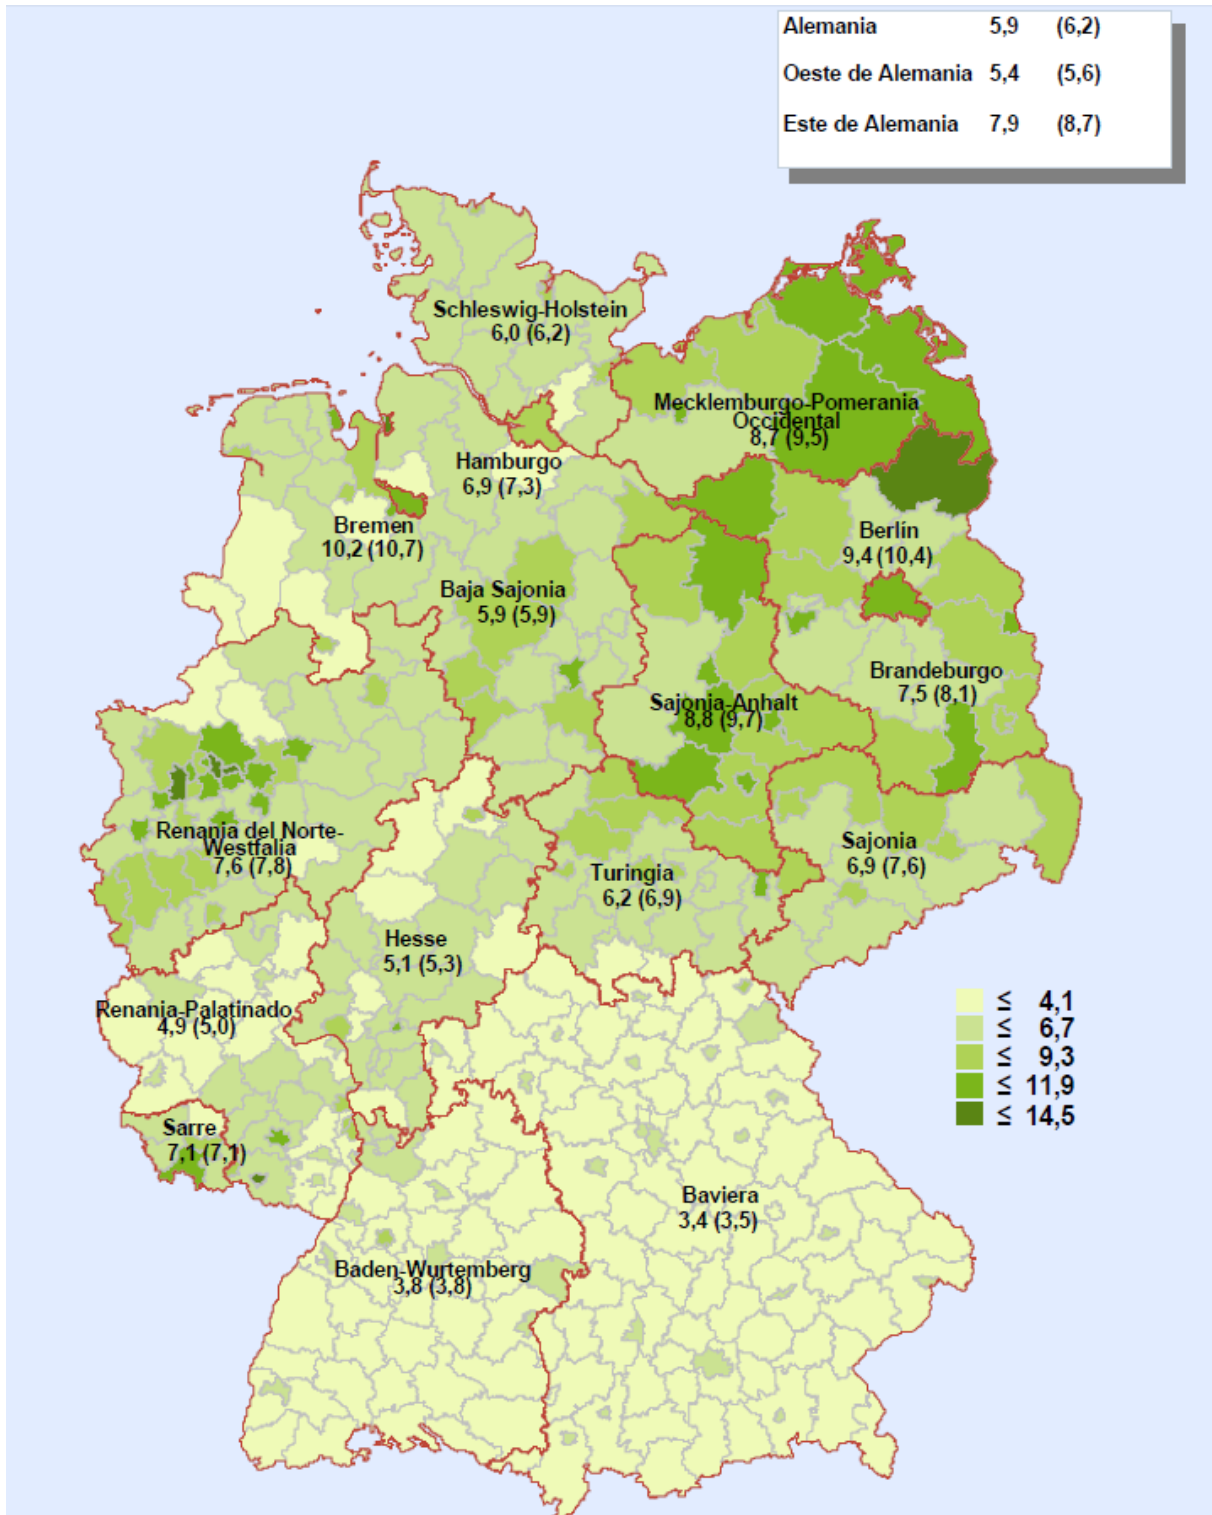 Alemania 5,9 (6,2)
Oeste de Alemania 5,4 (5,6)
Este de Alemania 7,9 (8,7)
Schleswig-Holstein
6,0 (6,2)
Mecklemburgo-Pomerania
Occidental
8,7 (9,5)
Hamburgo
6,9 (7,3)
Bremen
10,2 (10,7)
Berlín
9,4 (10,4)
Baja Sajonia
5,9 (5,9)
Brandeburgo
7,5 (8,1)
Sajonia-Anhalt
8,8 (9,7)
Renania del Norte-
Westfalia
7,6 (7,8)
Sajonia
6,9 (7,6)
Turingia
6,2 (6,9)
Hesse
5,1 (5,3)
Renania-Palatinado
4,9 (5,0)
Sarre
7,1 (7,1)
Baviera
3,4 (3,5)
Baden-Wurtemberg
3,8 (3,8)
≤ 4,1
≤ 6,7
≤ 9,3
≤ 11,9
≤ 14,5